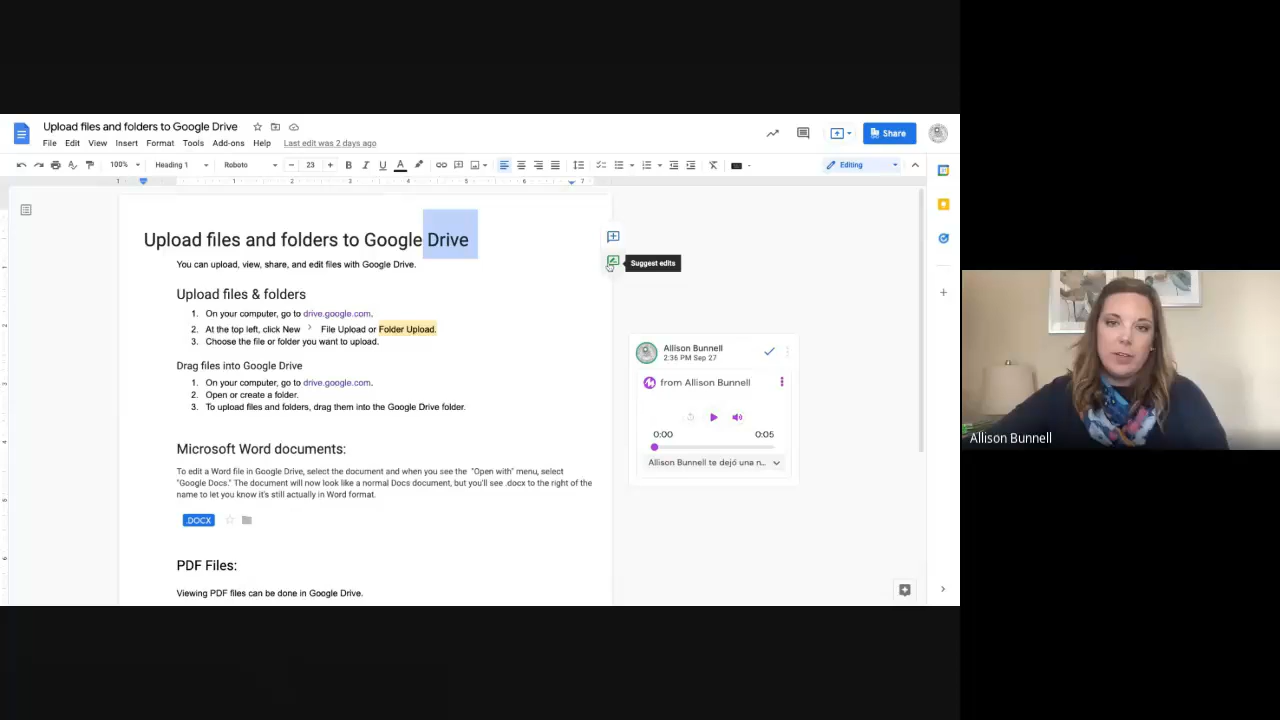 Upload files and folders to Google Drive
File Edit View Insert Format Tools Add-ons Help Last edit was 2 days ago
Share
100% Heading 1 Roboto 23 B I U A Editing
1 1 2 3 4 5 6 7
Upload files and folders to Google Drive
Suggest edits
You can upload, view, share, and edit files with Google Drive.
Upload files & folders
1. On your computer, go to drive.google.com.
2. At the top left, click New > File Upload or Folder Upload.
3. Choose the file or folder you want to upload.
Drag files into Google Drive
1. On your computer, go to drive.google.com.
2. Open or create a folder.
3. To upload files and folders, drag them into the Google Drive folder.
Microsoft Word documents:
To edit a Word file in Google Drive, select the document and when you see the "Open with" menu, select
"Google Docs." The document will now look like a normal Docs document, but you'll see .docx to the right of the
name to let you know it's still actually in Word format.
.DOCX
PDF Files:
Viewing PDF files can be done in Google Drive.
Allison Bunnell
2:36 PM Sep 27
from Allison Bunnell
0:00 0:05
Allison Bunnell te dejó una n...
Allison Bunnell